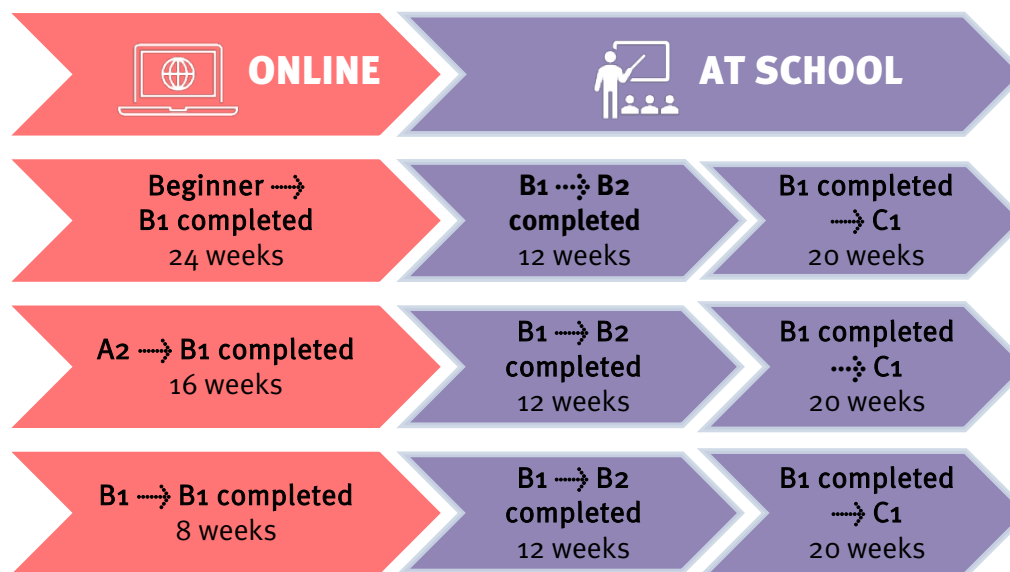 ONLINE
AT SCHOOL
Beginner ⇢
B1 completed
24 weeks
B1 ⇢ B2
completed
12 weeks
B1 completed
⇢ C1
20 weeks
A2 ⇢ B1 completed
16 weeks
B1 ⇢ B2
completed
12 weeks
B1 completed
⇢ C1
20 weeks
B1 ⇢ B1 completed
8 weeks
B1 ⇢ B2
completed
12 weeks
B1 completed
⇢ C1
20 weeks